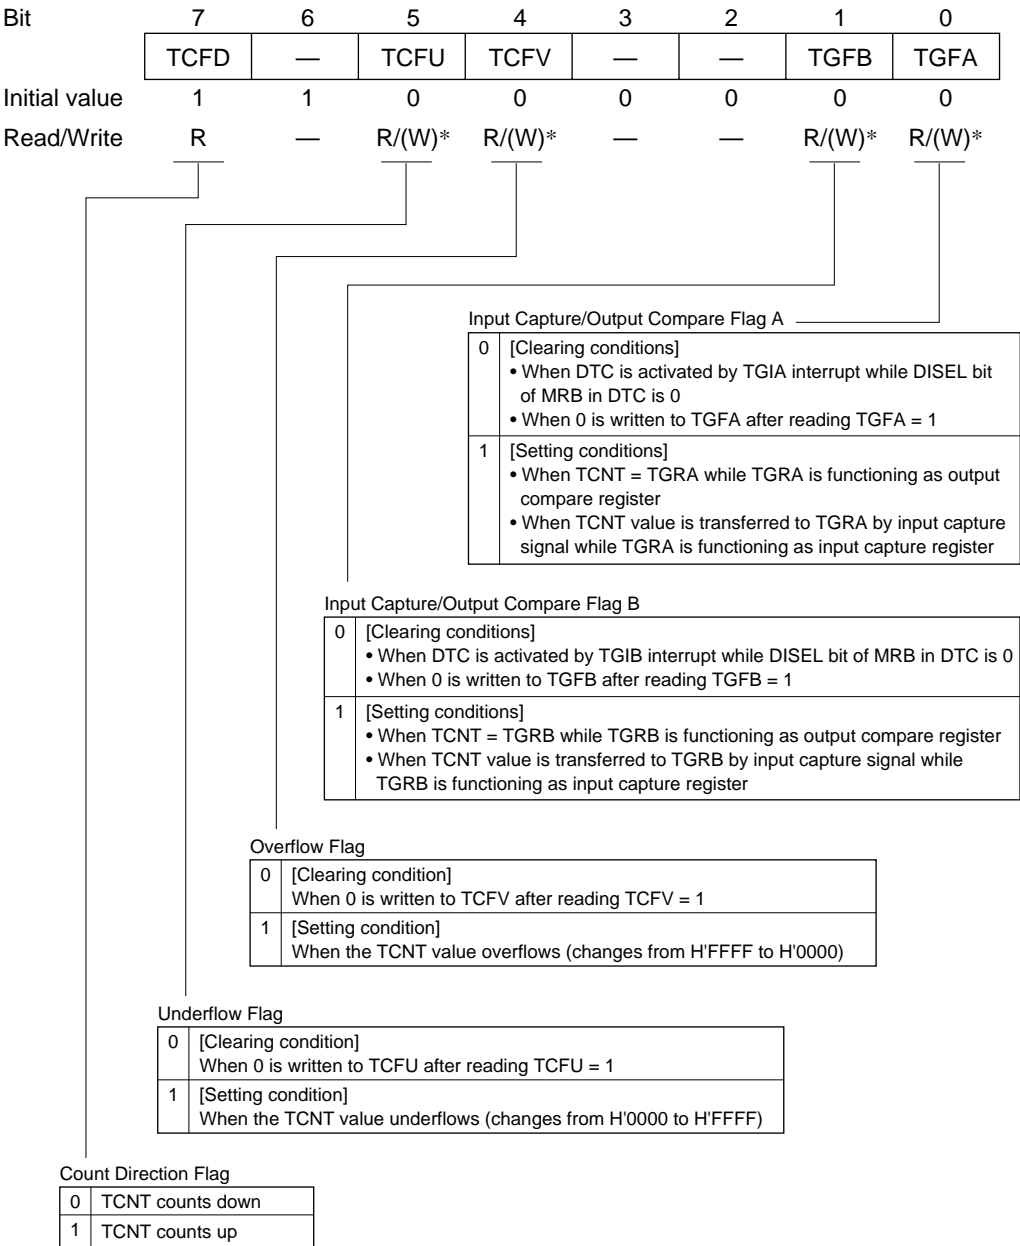 Bit 7 6 5 4 3 2 1 0
TCFD — TCFU TCFV — — TGFB TGFA
Initial value 1 1 0 0 0 0 0 0
Read/Write R — R/(W)* R/(W)* — — R/(W)* R/(W)*
Input Capture/Output Compare Flag A
0 [Clearing conditions]
• When DTC is activated by TGIA interrupt while DISEL bit
of MRB in DTC is 0
• When 0 is written to TGFA after reading TGFA = 1
1 [Setting conditions]
• When TCNT = TGRA while TGRA is functioning as output
compare register
• When TCNT value is transferred to TGRA by input capture
signal while TGRA is functioning as input capture register
Input Capture/Output Compare Flag B
0 [Clearing conditions]
• When DTC is activated by TGIB interrupt while DISEL bit of MRB in DTC is 0
• When 0 is written to TGFB after reading TGFB = 1
1 [Setting conditions]
• When TCNT = TGRB while TGRB is functioning as output compare register
• When TCNT value is transferred to TGRB by input capture signal while
TGRB is functioning as input capture register
Overflow Flag
0 [Clearing condition]
When 0 is written to TCFV after reading TCFV = 1
1 [Setting condition]
When the TCNT value overflows (changes from H'FFFF to H'0000)
Underflow Flag
0 [Clearing condition]
When 0 is written to TCFU after reading TCFU = 1
1 [Setting condition]
When the TCNT value underflows (changes from H'0000 to H'FFFF)
Count Direction Flag
0 TCNT counts down
1 TCNT counts up